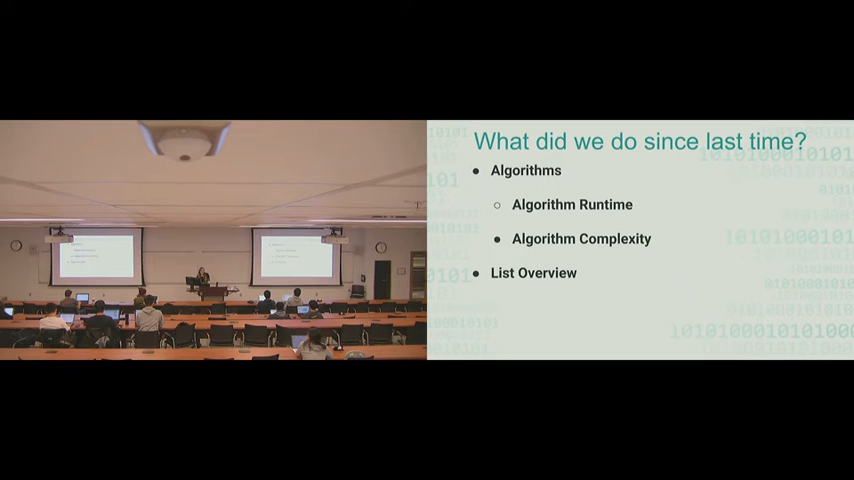 What did we do since last time?
● Algorithms
○ Algorithm Runtime
● Algorithm Complexity
● List Overview